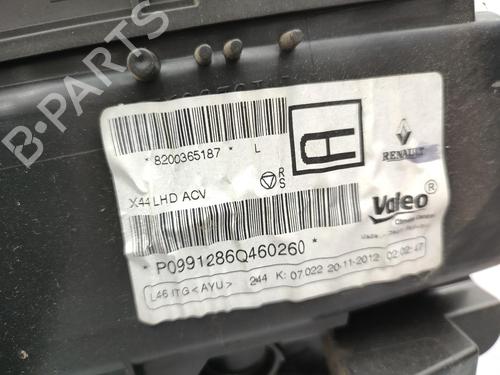 * 8200365187 * L
A
RENAULT
X44 LHD ACV
R
S
Valeo ®
* P0991286Q460260 *
L46 ITG<AYU> 244 K: 07.022 20-11-2012 02:02:47
B-PARTS